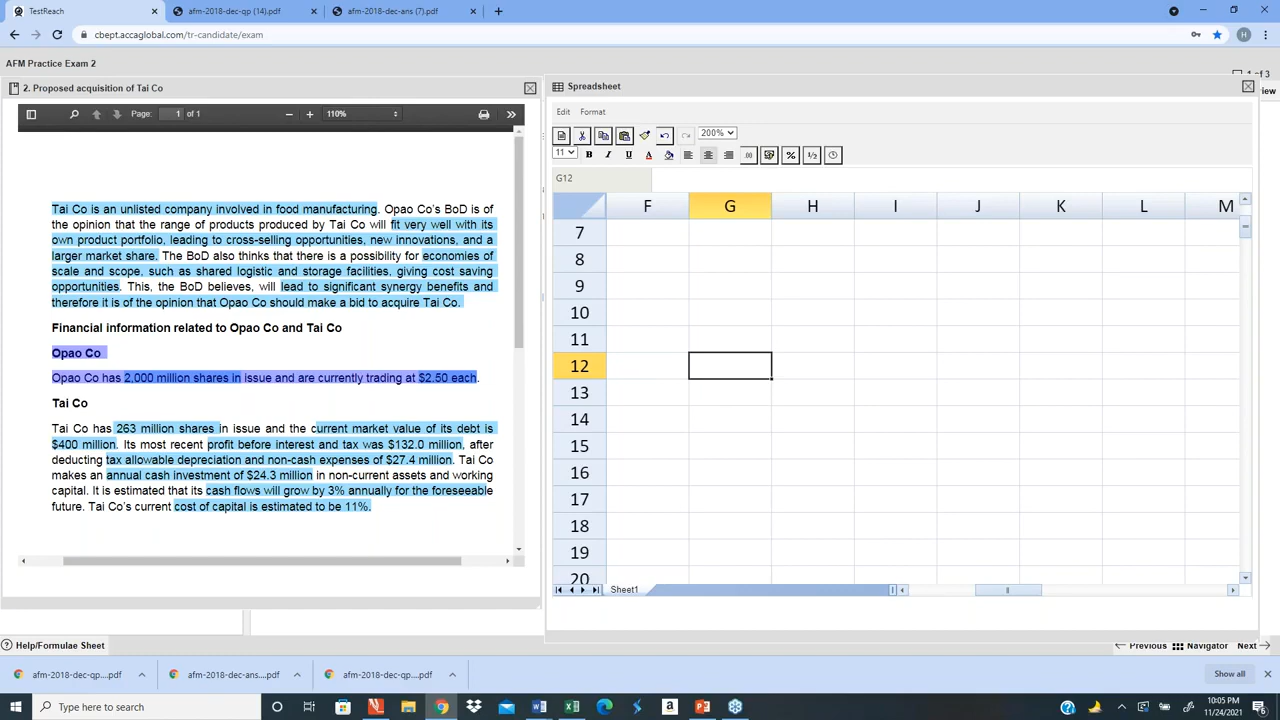 TestReach
afm-2018-dec-qp (14).pdf
afm-2018-dec-ans (7).pdf
cbept.accaglobal.com/tr-candidate/exam
H
AFM Practice Exam 2
1 of 3
view
2. Proposed acquisition of Tai Co
Page: 1 of 1
110%
Tai Co is an unlisted company involved in food manufacturing. Opao Co's BoD is of
the opinion that the range of products produced by Tai Co will fit very well with its
own product portfolio, leading to cross-selling opportunities, new innovations, and a
larger market share. The BoD also thinks that there is a possibility for economies of
scale and scope, such as shared logistic and storage facilities, giving cost saving
opportunities. This, the BoD believes, will lead to significant synergy benefits and
therefore it is of the opinion that Opao Co should make a bid to acquire Tai Co.
Financial information related to Opao Co and Tai Co
Opao Co
Opao Co has 2,000 million shares in issue and are currently trading at $2.50 each.
Tai Co
Tai Co has 263 million shares in issue and the current market value of its debt is
$400 million. Its most recent profit before interest and tax was $132.0 million, after
deducting tax allowable depreciation and non-cash expenses of $27.4 million. Tai Co
makes an annual cash investment of $24.3 million in non-current assets and working
capital. It is estimated that its cash flows will grow by 3% annually for the foreseeable
future. Tai Co's current cost of capital is estimated to be 11%.
Spreadsheet
Edit Format
200%
11 B I U A .00 % 1/2
G12
F G H I J K L M
7
8
9
10
11
12
13
14
15
16
17
18
19
20
Sheet1
Help/Formulae Sheet
Previous Navigator Next
afm-2018-dec-qp....pdf
afm-2018-dec-ans....pdf
afm-2018-dec-qp....pdf
Show all
Type here to search
10:05 PM
11/24/2021